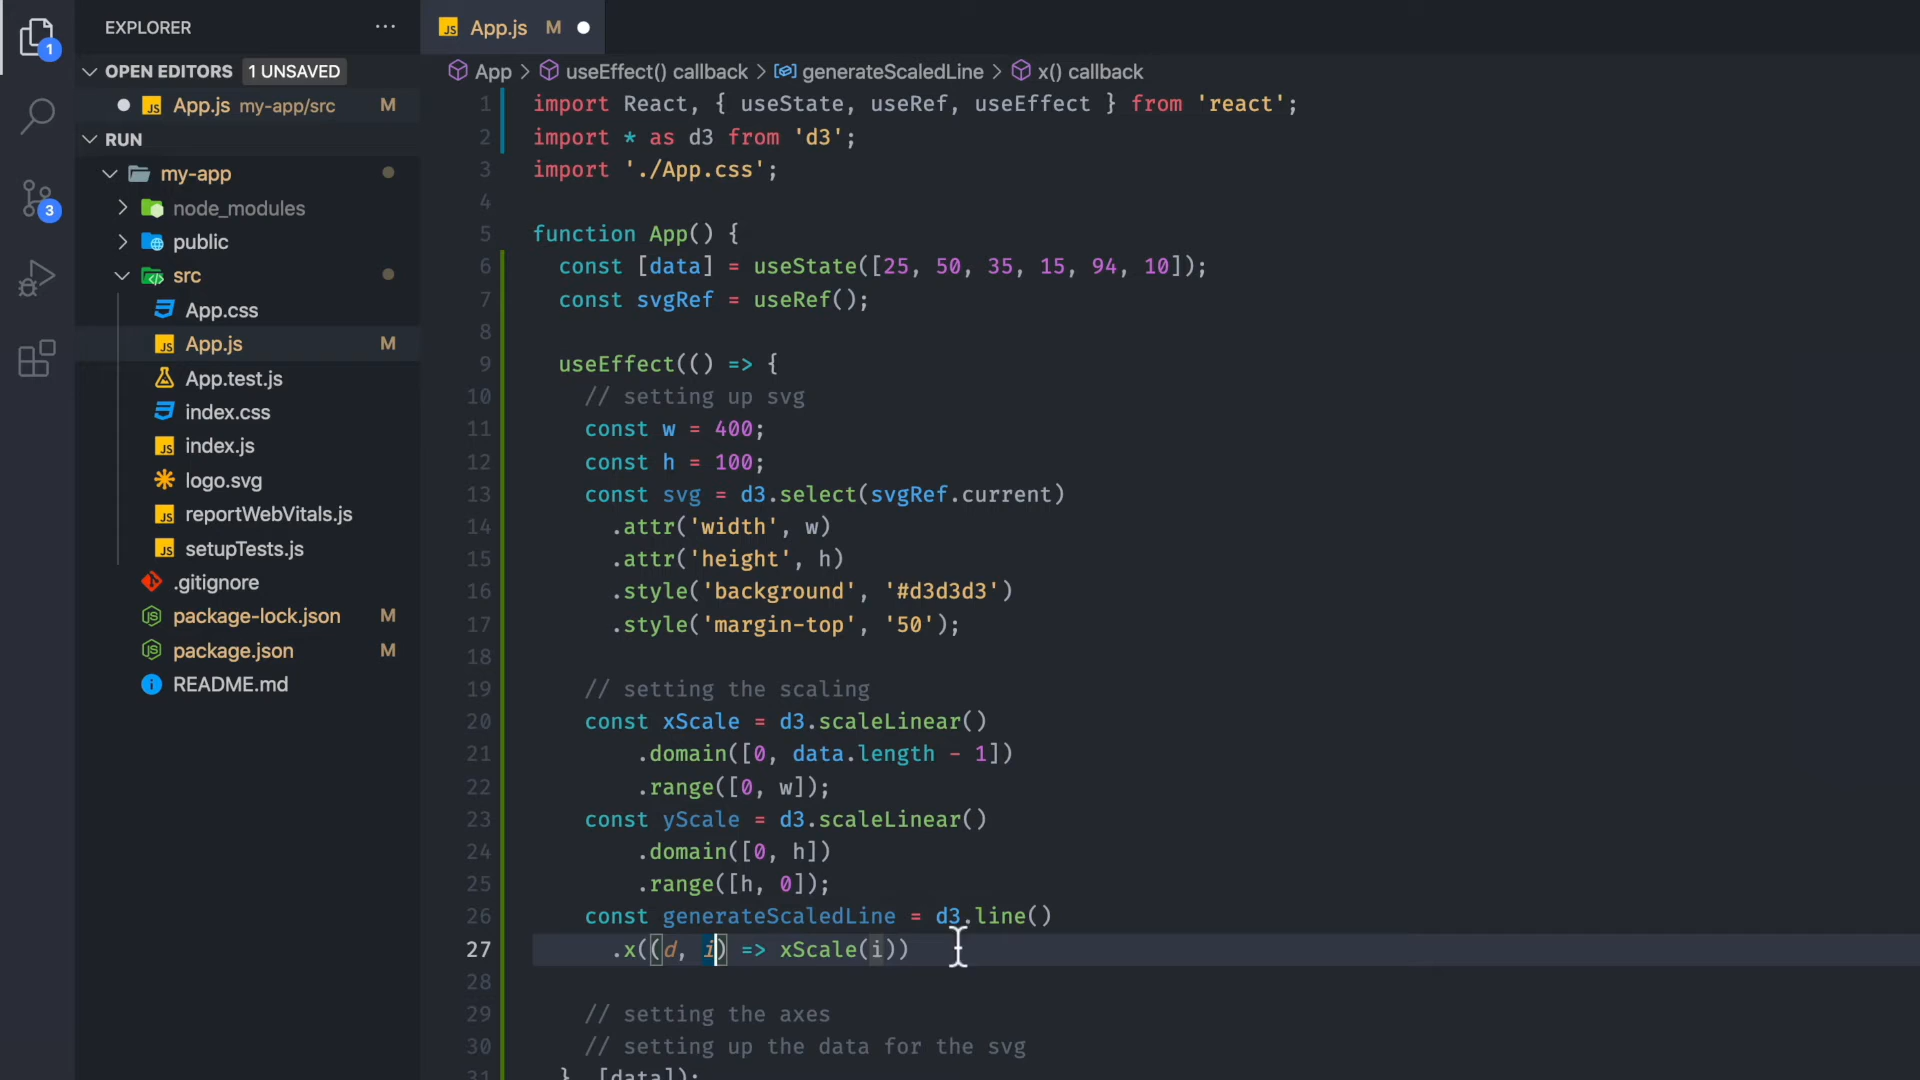 EXPLORER
OPEN EDITORS 1 UNSAVED
App.js my-app/src M
RUN
my-app
node_modules
public
src
App.css
App.js M
App.test.js
index.css
index.js
logo.svg
reportWebVitals.js
setupTests.js
.gitignore
package-lock.json M
package.json M
README.md
1
3
JS App.js M
App > useEffect() callback > generateScaledLine > x() callback
1 import React, { useState, useRef, useEffect } from 'react';
2 import * as d3 from 'd3';
3 import './App.css';
4
5 function App() {
6 const [data] = useState([25, 50, 35, 15, 94, 10]);
7 const svgRef = useRef();
8
9 useEffect(() => {
10 // setting up svg
11 const w = 400;
12 const h = 100;
13 const svg = d3.select(svgRef.current)
14 .attr('width', w)
15 .attr('height', h)
16 .style('background', '#d3d3d3')
17 .style('margin-top', '50');
18
19 // setting the scaling
20 const xScale = d3.scaleLinear()
21 .domain([0, data.length - 1])
22 .range([0, w]);
23 const yScale = d3.scaleLinear()
24 .domain([0, h])
25 .range([h, 0]);
26 const generateScaledLine = d3.line()
27 .x((d, i) => xScale(i))
28
29 // setting the axes
30 // setting up the data for the svg
31 }, [data]);